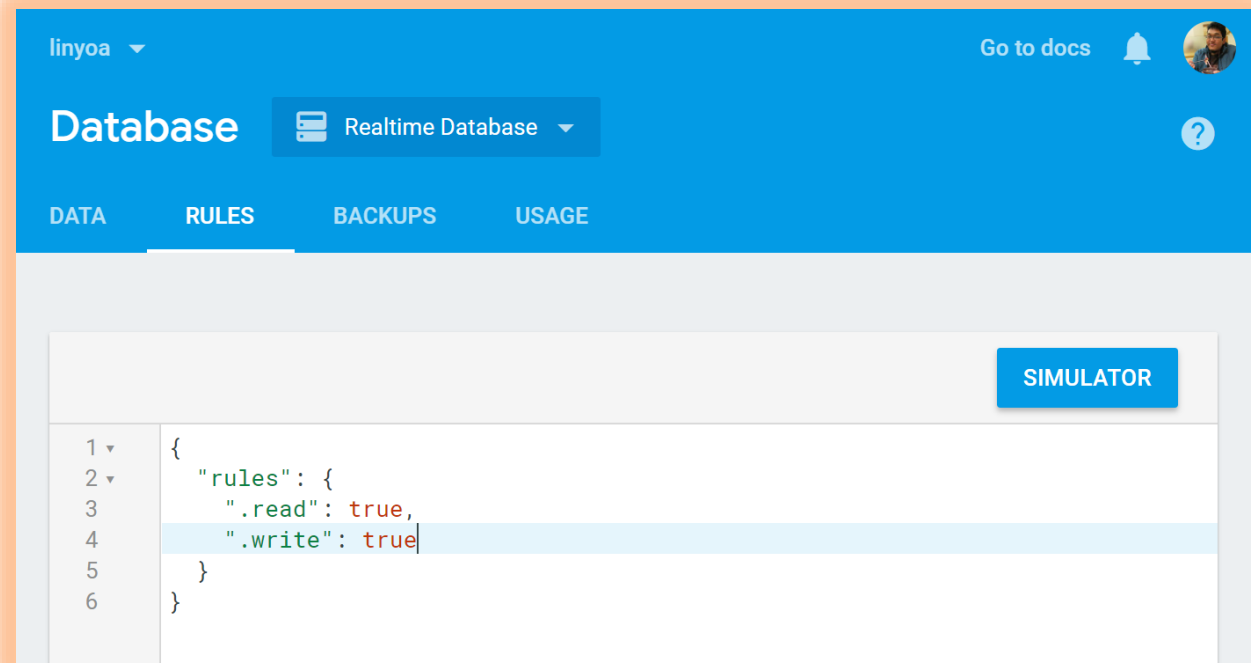 linyoa Go to docs
Database Realtime Database ?
DATA RULES BACKUPS USAGE
SIMULATOR
1 {
2 "rules": {
3 ".read": true,
4 ".write": true
5 }
6 }